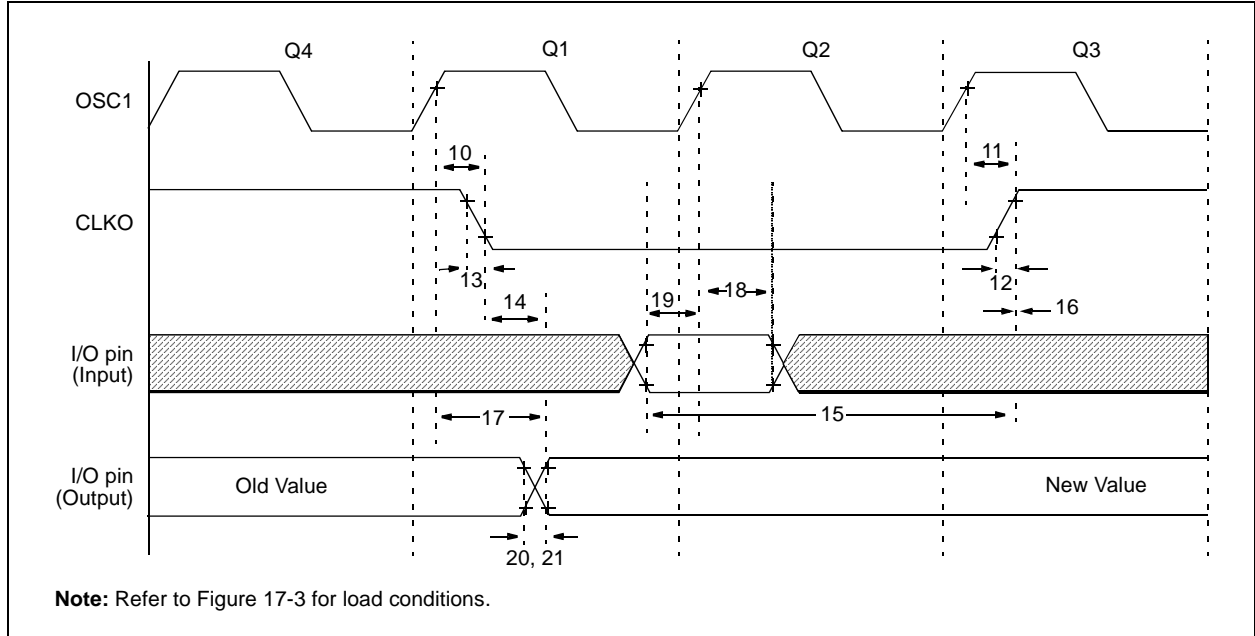 Q4 Q1 Q2 Q3
OSC1
10 11
CLKO
13 12
14 19 18 16
I/O pin
(Input)
17 15
I/O pin
(Output)
Old Value New Value
20, 21
Note: Refer to Figure 17-3 for load conditions.